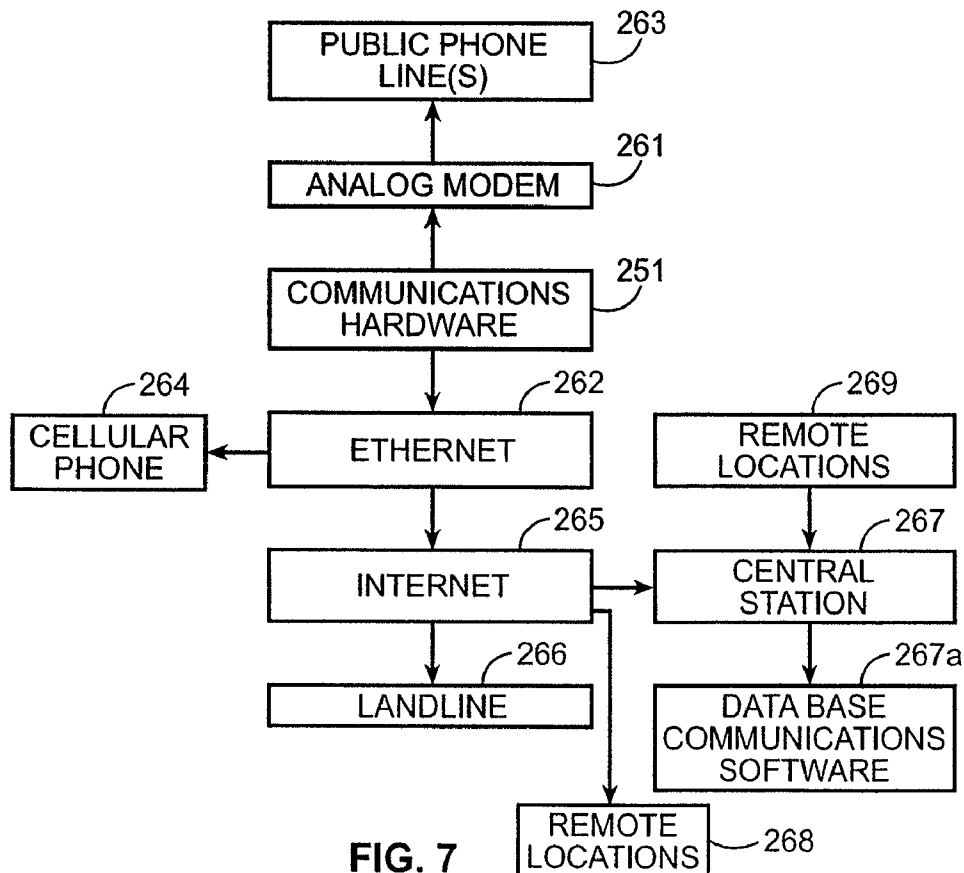 PUBLIC PHONE
LINE(S)
263
ANALOG MODEM
261
COMMUNICATIONS
HARDWARE
251
264
CELLULAR
PHONE
262
ETHERNET
269
REMOTE
LOCATIONS
265
INTERNET
267
CENTRAL
STATION
266
LANDLINE
267a
DATA BASE
COMMUNICATIONS
SOFTWARE
REMOTE
LOCATIONS
268
FIG. 7